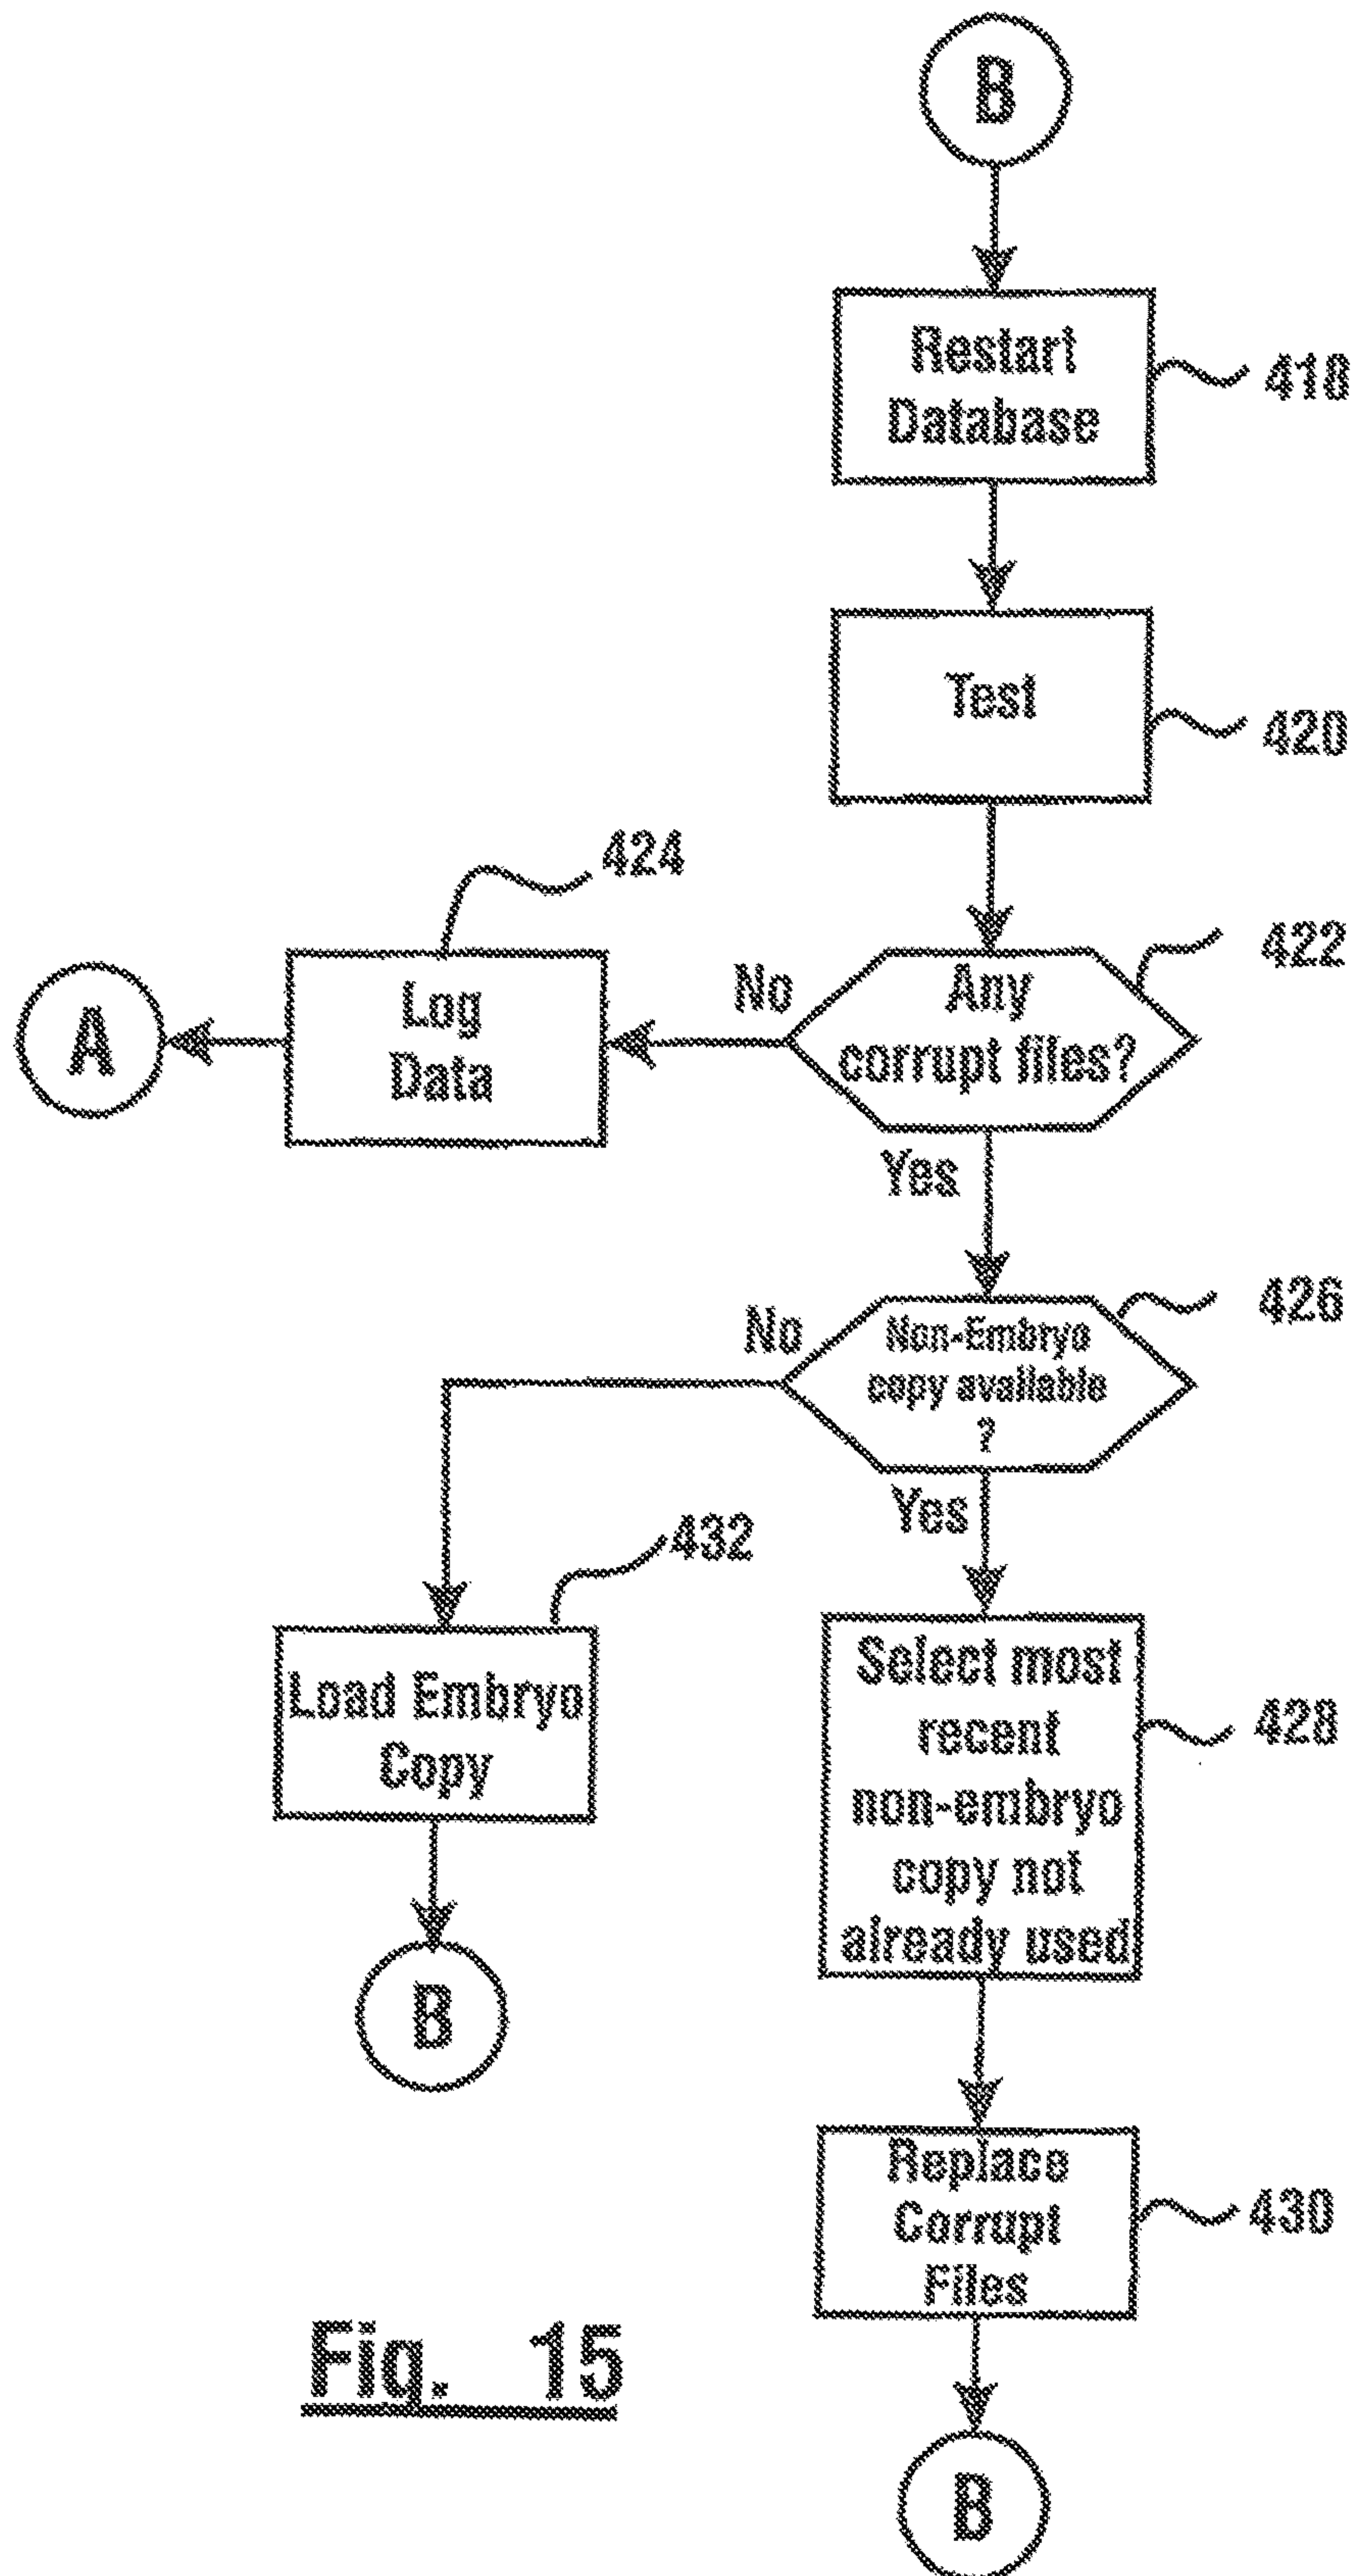 B
Restart
Database
418
Test
420
424
422
Log
Data
No
Any
corrupt files?
A
Yes
426
No
Non-Embryo
copy available
?
Yes
432
Load Embryo
Copy
Select most
recent
non-embryo
copy not
already used
428
B
Replace
Corrupt
Files
430
Fig. 15
B